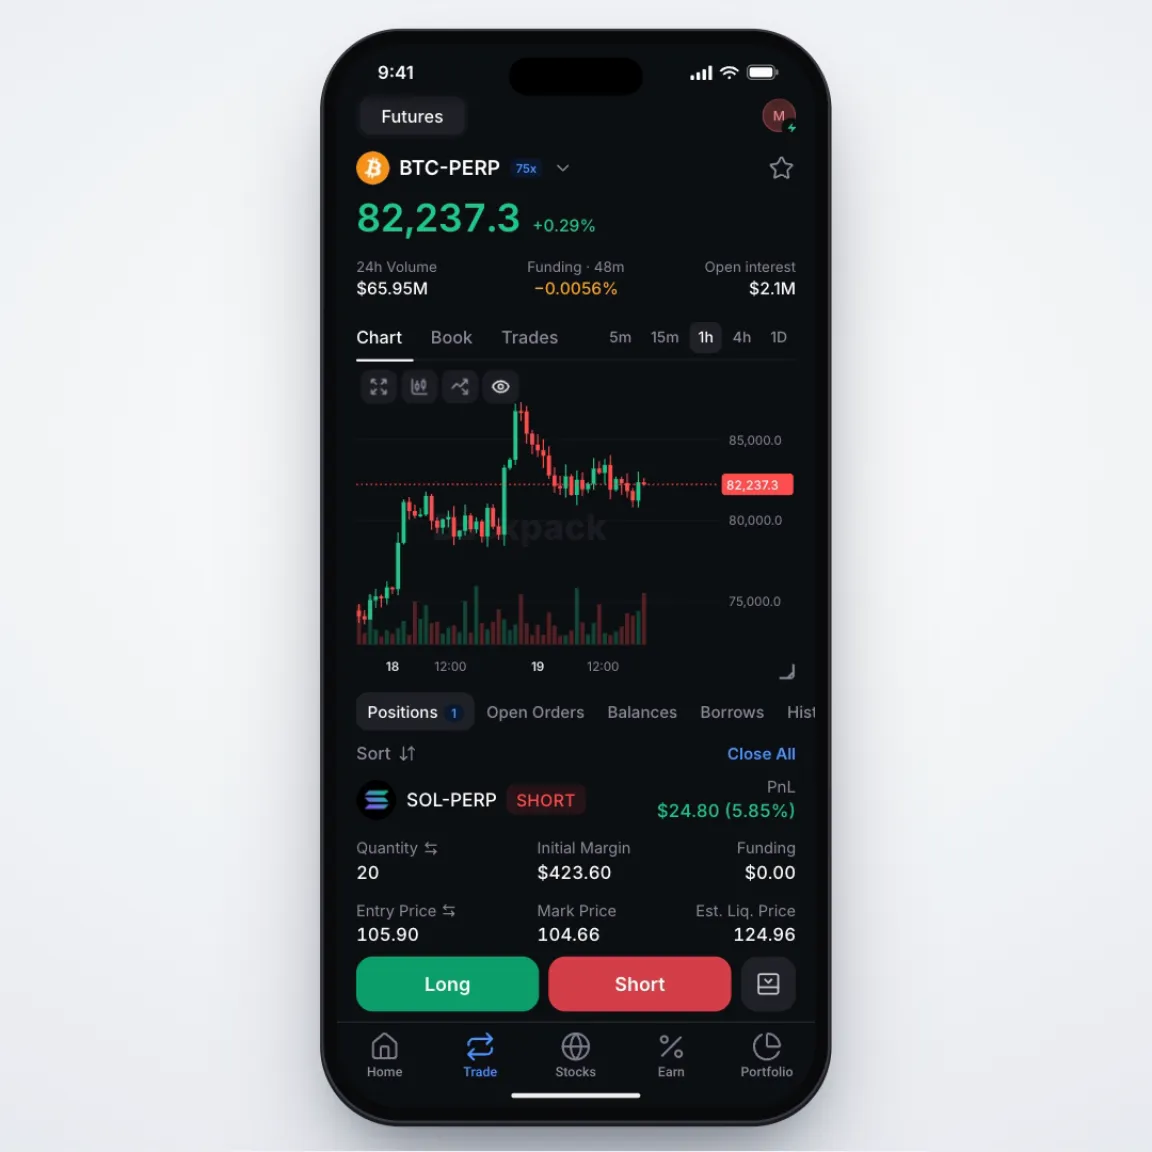 9:41
Futures
M
BTC-PERP 75x
82,237.3 +0.29%
24h Volume Funding · 48m Open interest
$65.95M −0.0056% $2.1M
Chart Book Trades 5m 15m 1h 4h 1D
85,000.0
82,237.3
80,000.0
kpack
75,000.0
18 12:00 19 12:00
Positions 1 Open Orders Balances Borrows Hist
Sort Close All
PnL
SOL-PERP SHORT
$24.80 (5.85%)
Quantity Initial Margin Funding
20 $423.60 $0.00
Entry Price Mark Price Est. Liq. Price
105.90 104.66 124.96
Long Short
Home Trade Stocks Earn Portfolio